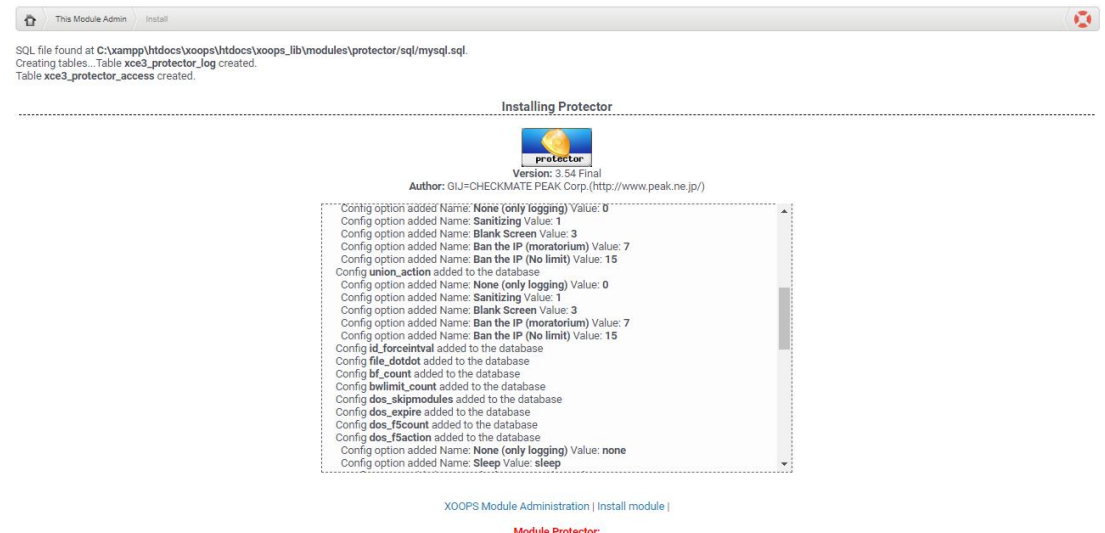 This Module Admin Install
SQL file found at C:\xampp\htdocs\xoops\htdocs\xoops_lib\modules\protector/sql/mysql.sql.
Creating tables...Table xce3_protector_log created.
Table xce3_protector_access created.
Installing Protector
protector
Version: 3.54 Final
Author: GIJ=CHECKMATE PEAK Corp.(http://www.peak.ne.jp/)
Config option added Name: None (only logging) Value: 0
Config option added Name: Sanitizing Value: 1
Config option added Name: Blank Screen Value: 3
Config option added Name: Ban the IP (moratorium) Value: 7
Config option added Name: Ban the IP (No limit) Value: 15
Config union_action added to the database
Config option added Name: None (only logging) Value: 0
Config option added Name: Sanitizing Value: 1
Config option added Name: Blank Screen Value: 3
Config option added Name: Ban the IP (moratorium) Value: 7
Config option added Name: Ban the IP (No limit) Value: 15
Config id_forceintval added to the database
Config file_dotdot added to the database
Config bf_count added to the database
Config bwlimit_count added to the database
Config dos_skipmodules added to the database
Config dos_expire added to the database
Config dos_f5count added to the database
Config dos_f5action added to the database
Config option added Name: None (only logging) Value: none
Config option added Name: Sleep Value: sleep
XOOPS Module Administration | Install module |
Module Protector: